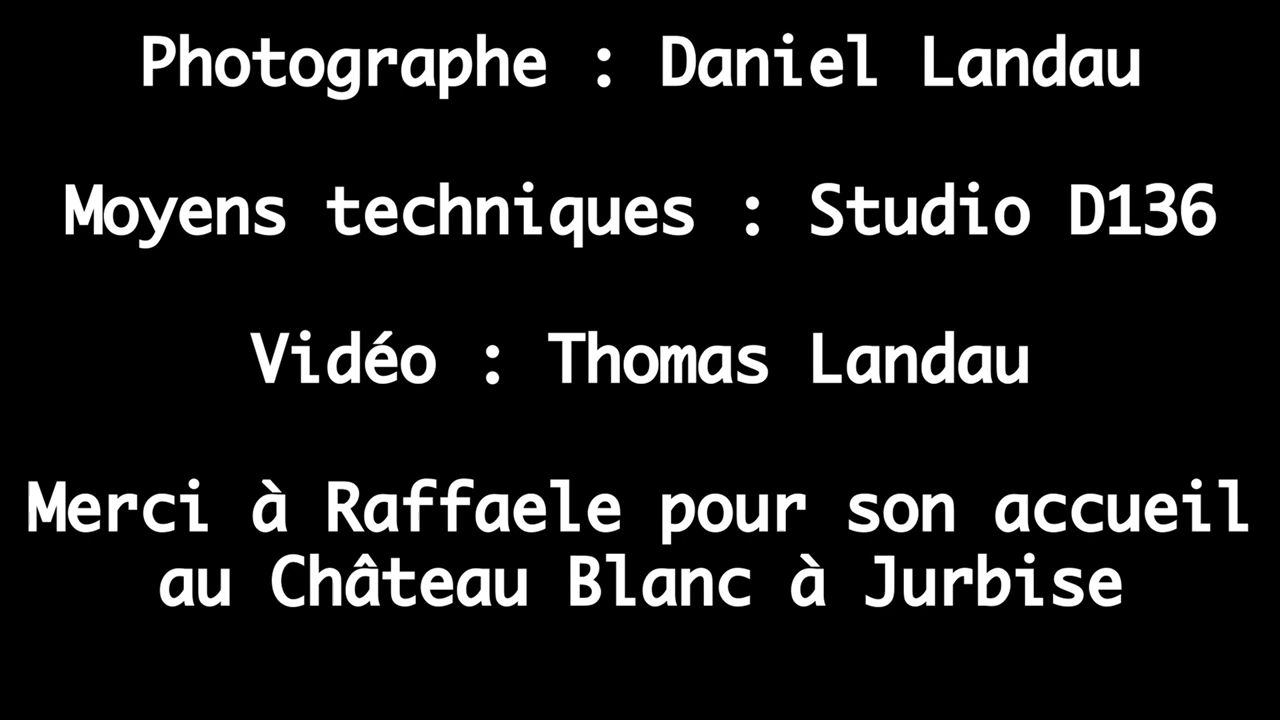 Photographe : Daniel Landau
Moyens techniques : Studio D136
Vidéo : Thomas Landau
Merci à Raffaele pour son accueil
au Château Blanc à Jurbise